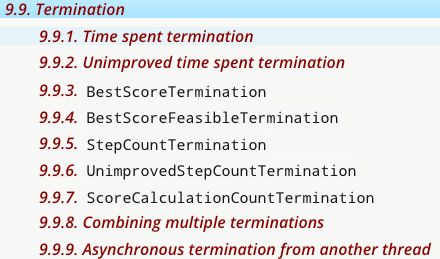 9.9. Termination
9.9.1. Time spent termination
9.9.2. Unimproved time spent termination
9.9.3. BestScoreTermination
9.9.4. BestScoreFeasibleTermination
9.9.5. StepCountTermination
9.9.6. UnimprovedStepCountTermination
9.9.7. ScoreCalculationCountTermination
9.9.8. Combining multiple terminations
9.9.9. Asynchronous termination from another thread